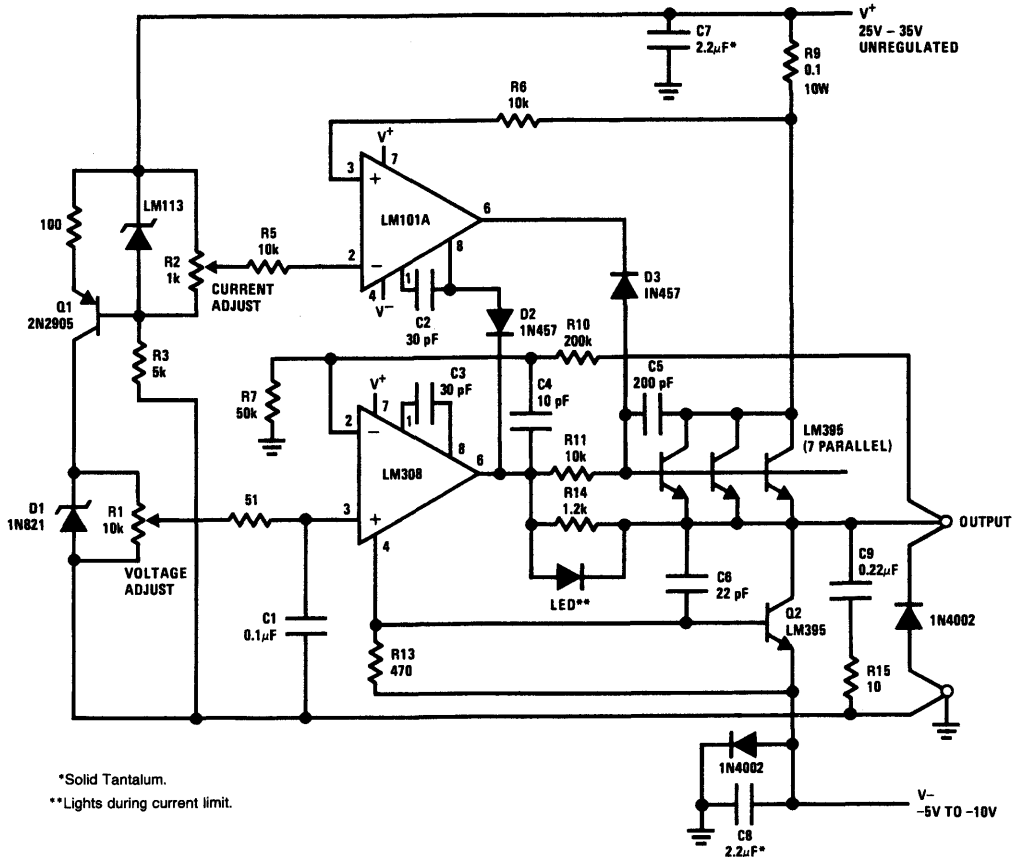 C7
2.2μF*
V+
25V – 35V
UNREGULATED
R9
0.1
10W
R6
10k
V+
7
3
+
LM101A
6
8
2
–
4
V–
1
C2
30 pF
100
LM113
R2
1k
R5
10k
CURRENT
ADJUST
Q1
2N2905
R3
5k
D2
1N457
D3
IN457
R10
200k
C5
200 pF
C4
10 pF
R7
50k
V+
7
C3
30 pF
1
8
2
–
LM308
6
3
+
4
R11
10k
R14
1.2k
LM395
(7 PARALLEL)
D1
1N821
R1
10k
51
VOLTAGE
ADJUST
C1
0.1μF
LED**
C6
22 pF
R13
470
Q2
LM395
C9
0.22μF
OUTPUT
1N4002
R15
10
1N4002
C8
2.2μF*
V–
–5V TO –10V
*Solid Tantalum.
**Lights during current limit.